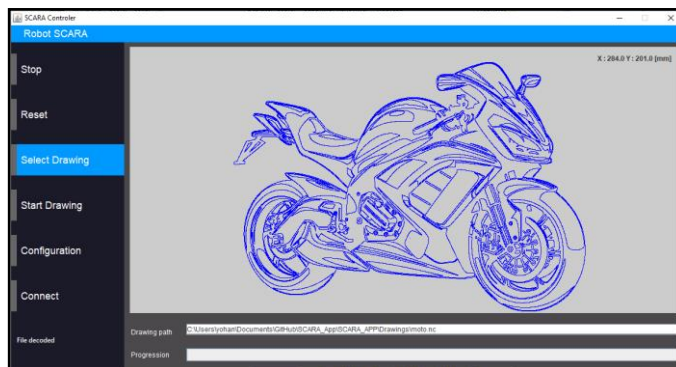 SCARA Controler
Robot SCARA
Stop
X : 284.0 Y : 201.0 [mm]
Reset
Select Drawing
Start Drawing
Configuration
Connect
Drawing path C:\Users\yohan\Documents\GitHub\SCARA_App\SCARA_APP\Drawings\moto.nc
File decoded
Progression